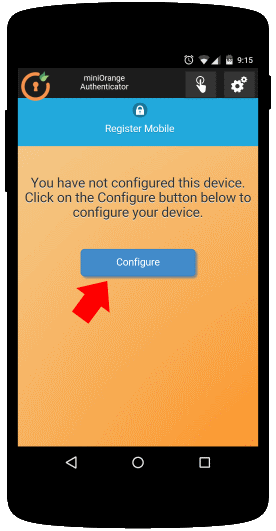 9:15
miniOrange
Authenticator
Register Mobile
You have not configured this device.
Click on the Configure button below to
configure your device.
Configure